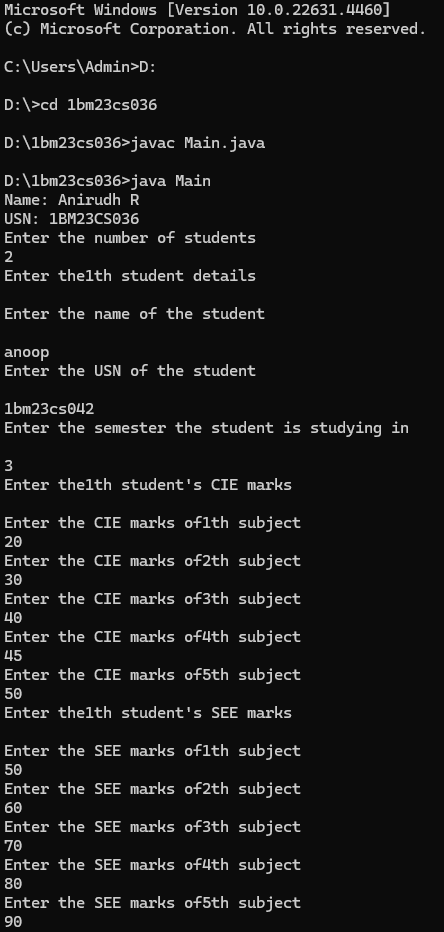 Microsoft Windows [Version 10.0.22631.4460]
(c) Microsoft Corporation. All rights reserved.
C:\Users\Admin>D:
D:\>cd 1bm23cs036
D:\1bm23cs036>javac Main.java
D:\1bm23cs036>java Main
Name: Anirudh R
USN: 1BM23CS036
Enter the number of students
2
Enter the1th student details
Enter the name of the student
anoop
Enter the USN of the student
1bm23cs042
Enter the semester the student is studying in
3
Enter the1th student's CIE marks
Enter the CIE marks of1th subject
20
Enter the CIE marks of2th subject
30
Enter the CIE marks of3th subject
40
Enter the CIE marks of4th subject
45
Enter the CIE marks of5th subject
50
Enter the1th student's SEE marks
Enter the SEE marks of1th subject
50
Enter the SEE marks of2th subject
60
Enter the SEE marks of3th subject
70
Enter the SEE marks of4th subject
80
Enter the SEE marks of5th subject
90